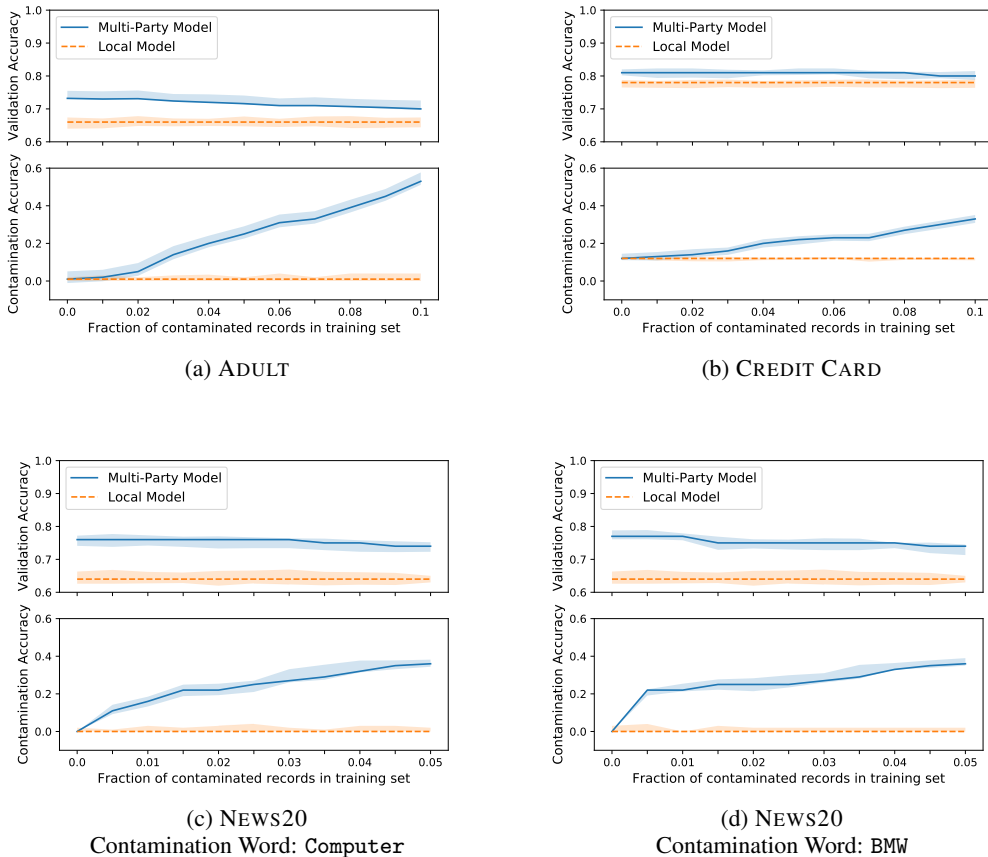 1.0
0.9
0.8
0.7
0.6
Validation Accuracy
Multi-Party Model
Local Model
0.6
0.4
0.2
0.0
Contamination Accuracy
0.0 0.02 0.04 0.06 0.08 0.1
Fraction of contaminated records in training set
(a) ADULT
1.0
0.9
0.8
0.7
0.6
Validation Accuracy
Multi-Party Model
Local Model
0.6
0.4
0.2
0.0
Contamination Accuracy
0.0 0.02 0.04 0.06 0.08 0.1
Fraction of contaminated records in training set
(b) CREDIT CARD
1.0
0.9
0.8
0.7
0.6
Validation Accuracy
Multi-Party Model
Local Model
0.6
0.4
0.2
0.0
Contamination Accuracy
0.0 0.01 0.02 0.03 0.04 0.05
Fraction of contaminated records in training set
(c) NEWS20
Contamination Word: Computer
1.0
0.9
0.8
0.7
0.6
Validation Accuracy
Multi-Party Model
Local Model
0.6
0.4
0.2
0.0
Contamination Accuracy
0.0 0.01 0.02 0.03 0.04 0.05
Fraction of contaminated records in training set
(d) NEWS20
Contamination Word: BMW